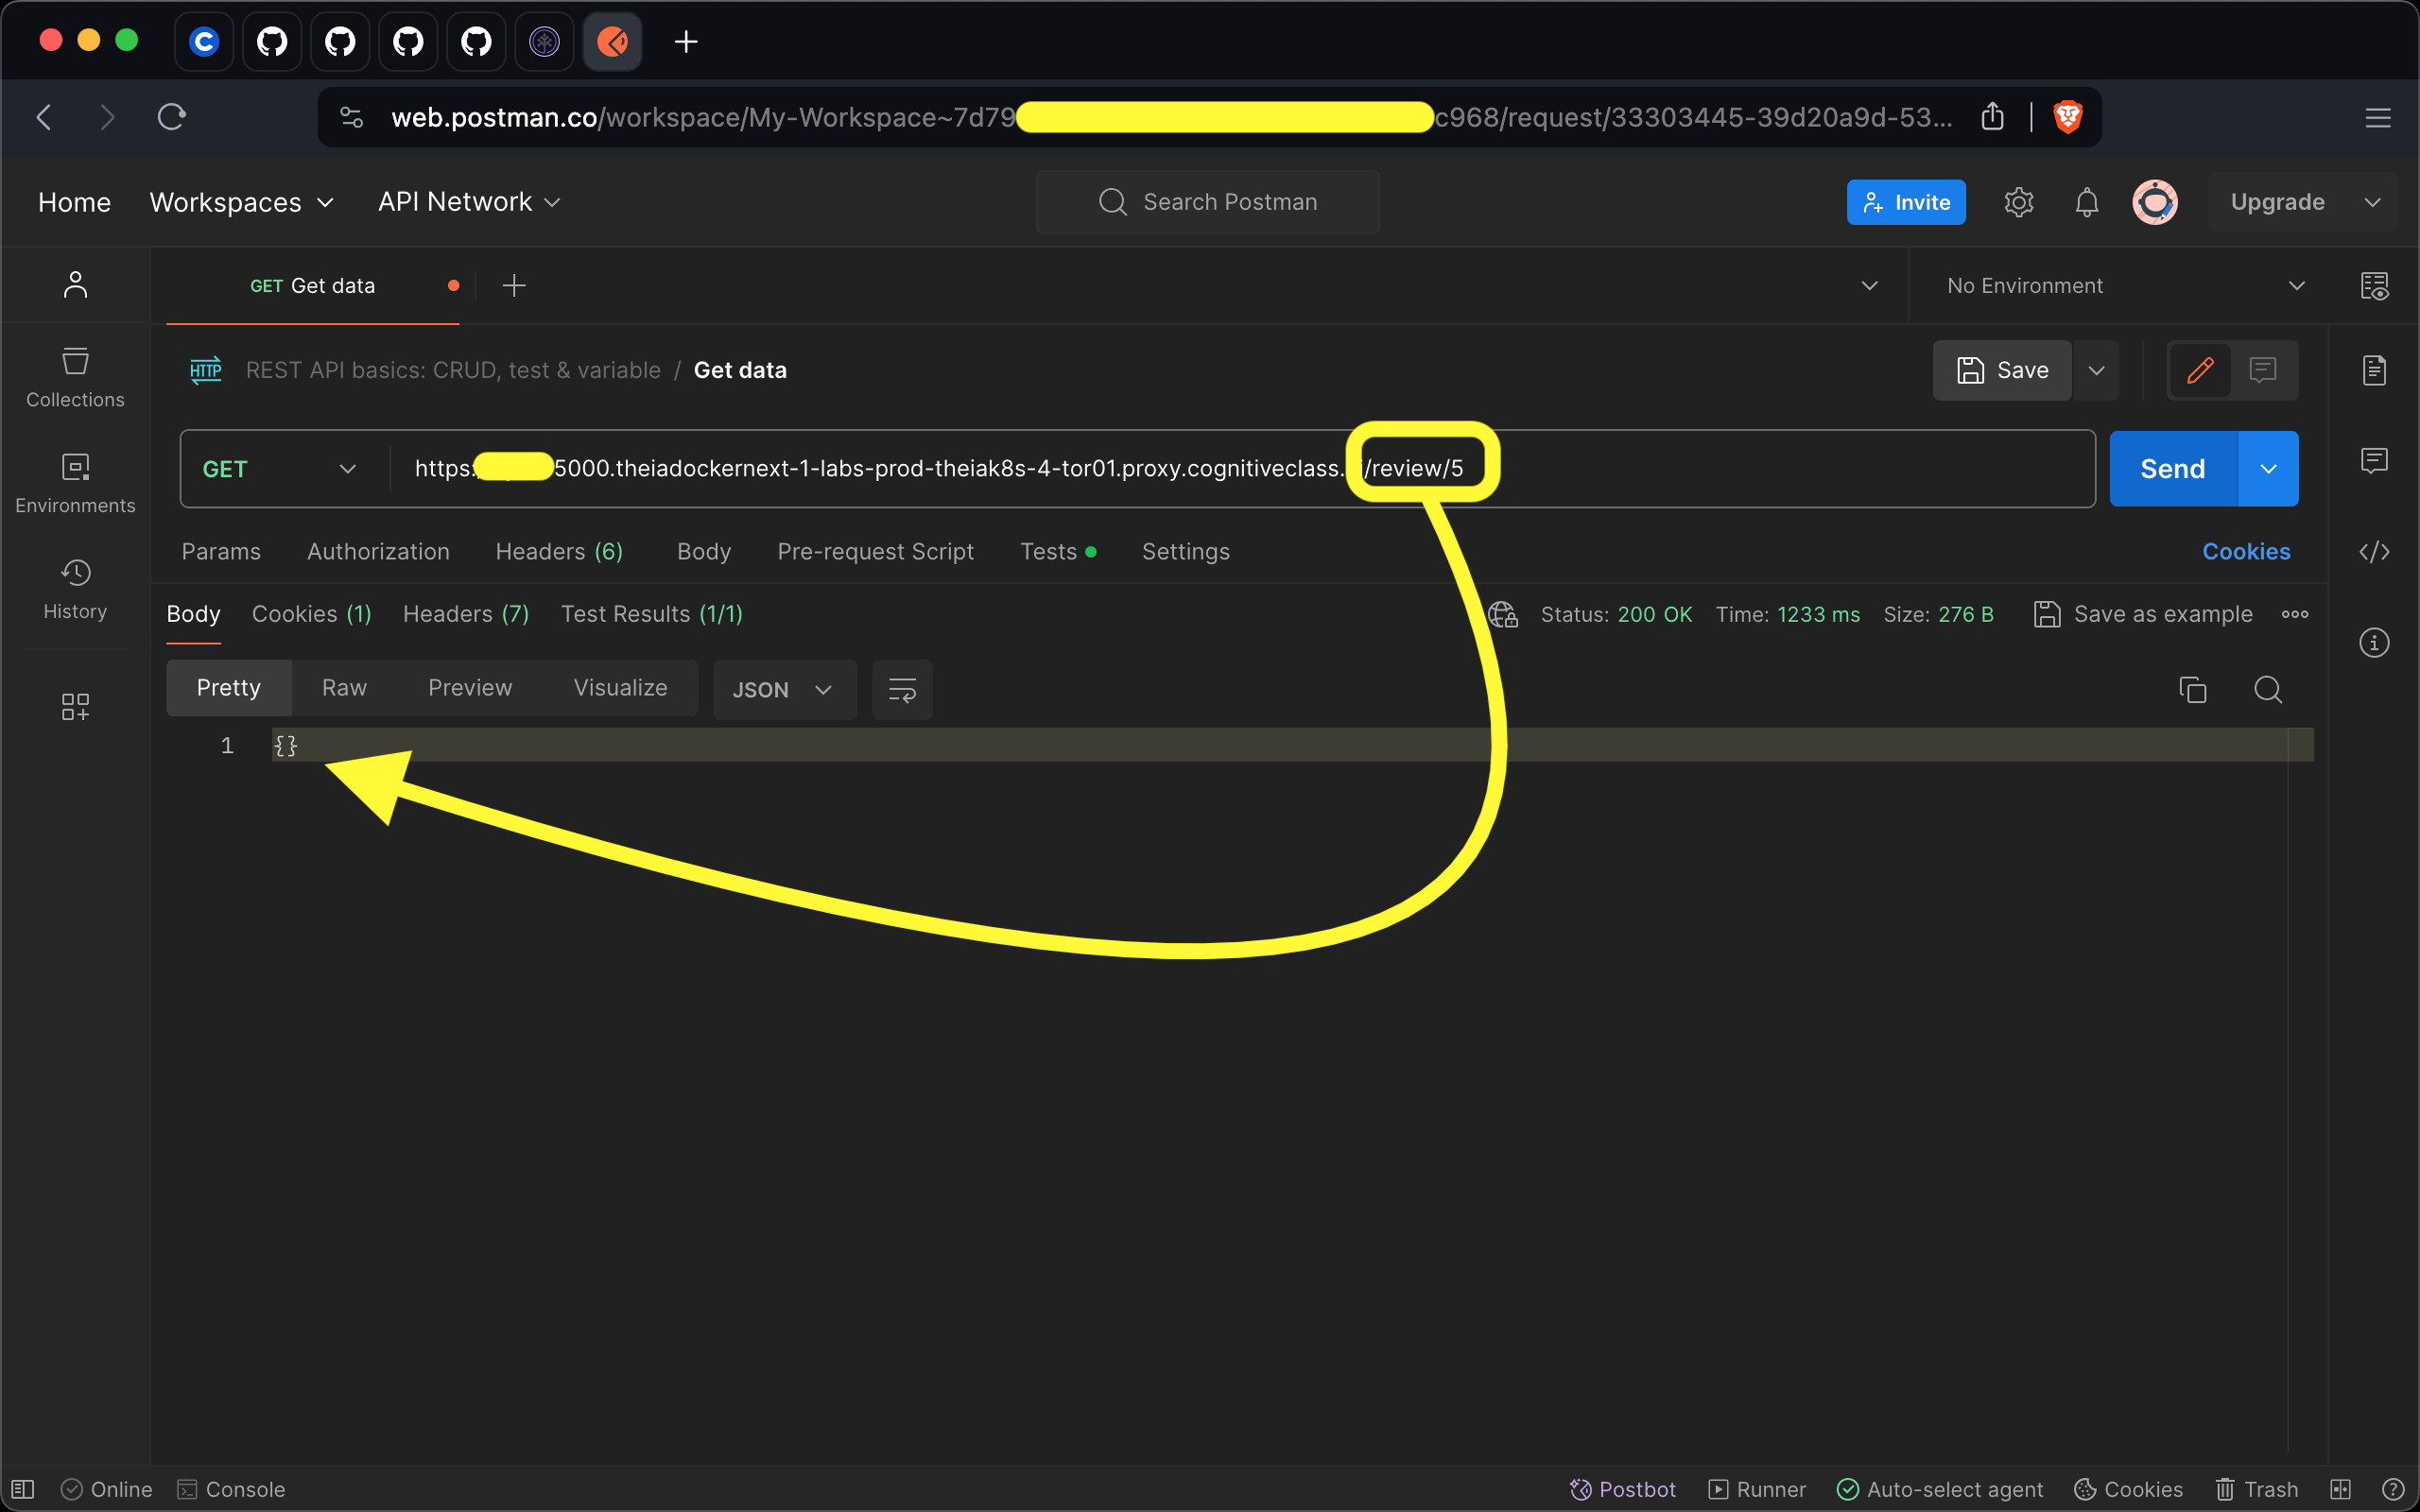 web.postman.co/workspace/My-Workspace~7d79 c968/request/33303445-39d20a9d-53...
Home Workspaces API Network Search Postman Invite Upgrade
GET Get data No Environment
HTTP REST API basics: CRUD, test & variable / Get data Save
Collections
GET https: 5000.theiadockernext-1-labs-prod-theiak8s-4-tor01.proxy.cognitiveclass. /review/5 Send
Environments
Params Authorization Headers (6) Body Pre-request Script Tests Settings Cookies
History
Body Cookies (1) Headers (7) Test Results (1/1) Status: 200 OK Time: 1233 ms Size: 276 B Save as example
Pretty Raw Preview Visualize JSON
1 {}
Online Console Postbot Runner Auto-select agent Cookies Trash